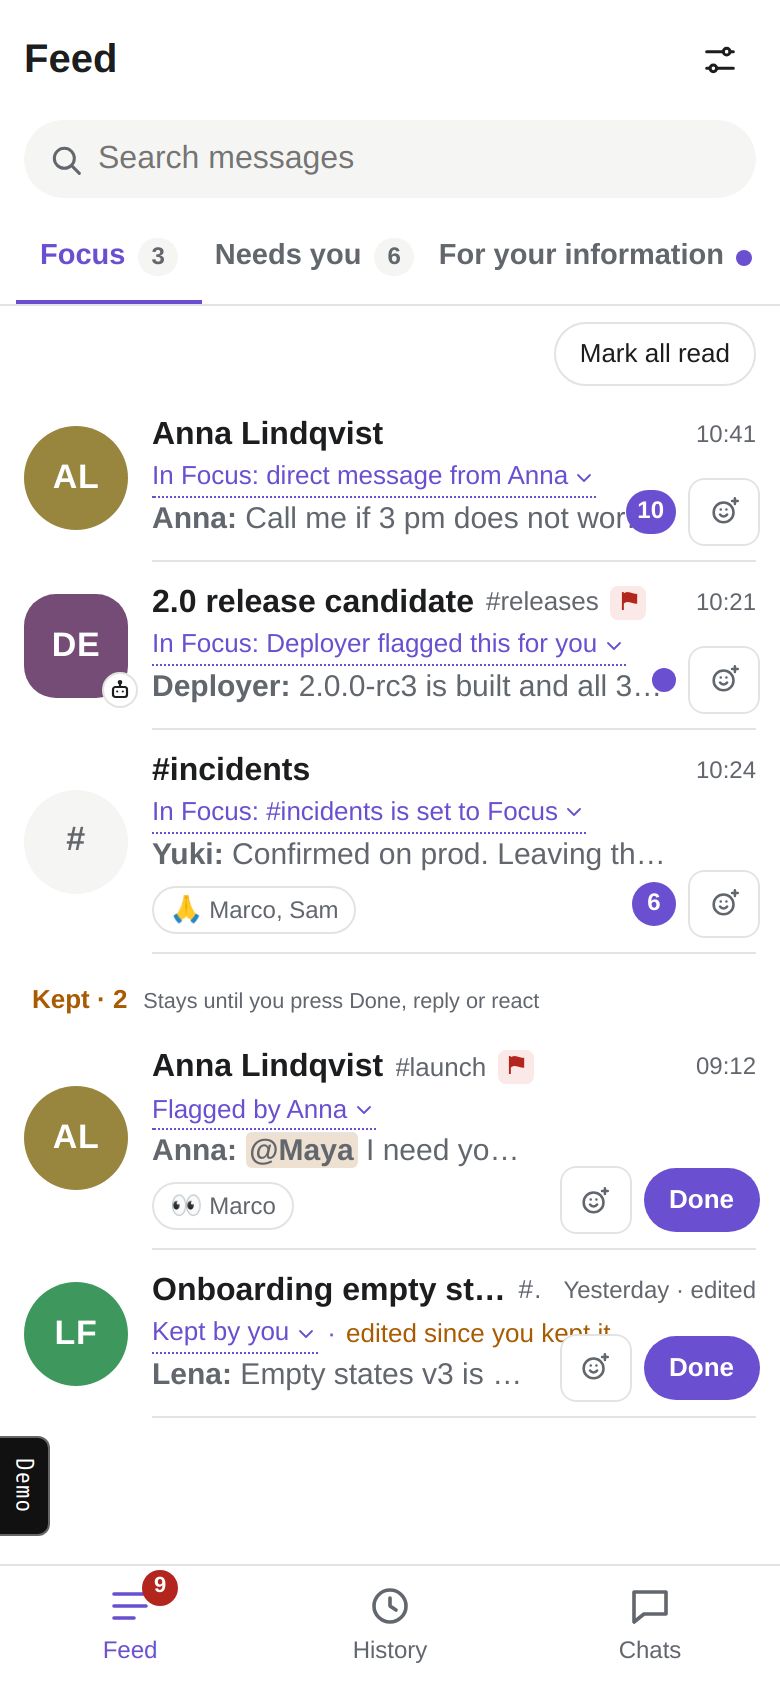 Feed
Search messages
Focus 3 Needs you 6 For your information
Mark all read
Anna Lindqvist 10:41
In Focus: direct message from Anna
Anna: Call me if 3 pm does not wor 10
2.0 release candidate #releases 10:21
DE
In Focus: Deployer flagged this for you
Deployer: 2.0.0-rc3 is built and all 3…
#incidents 10:24
In Focus: #incidents is set to Focus
#
Yuki: Confirmed on prod. Leaving th…
🙏 Marco, Sam 6
Kept · 2 Stays until you press Done, reply or react
Anna Lindqvist #launch 09:12
Flagged by Anna
AL
Anna: @Maya I need yo…
👀 Marco Done
Onboarding empty st… #. Yesterday · edited
LF
Kept by you · edited since you kept it
Lena: Empty states v3 is … Done
Demo
9
Feed History Chats